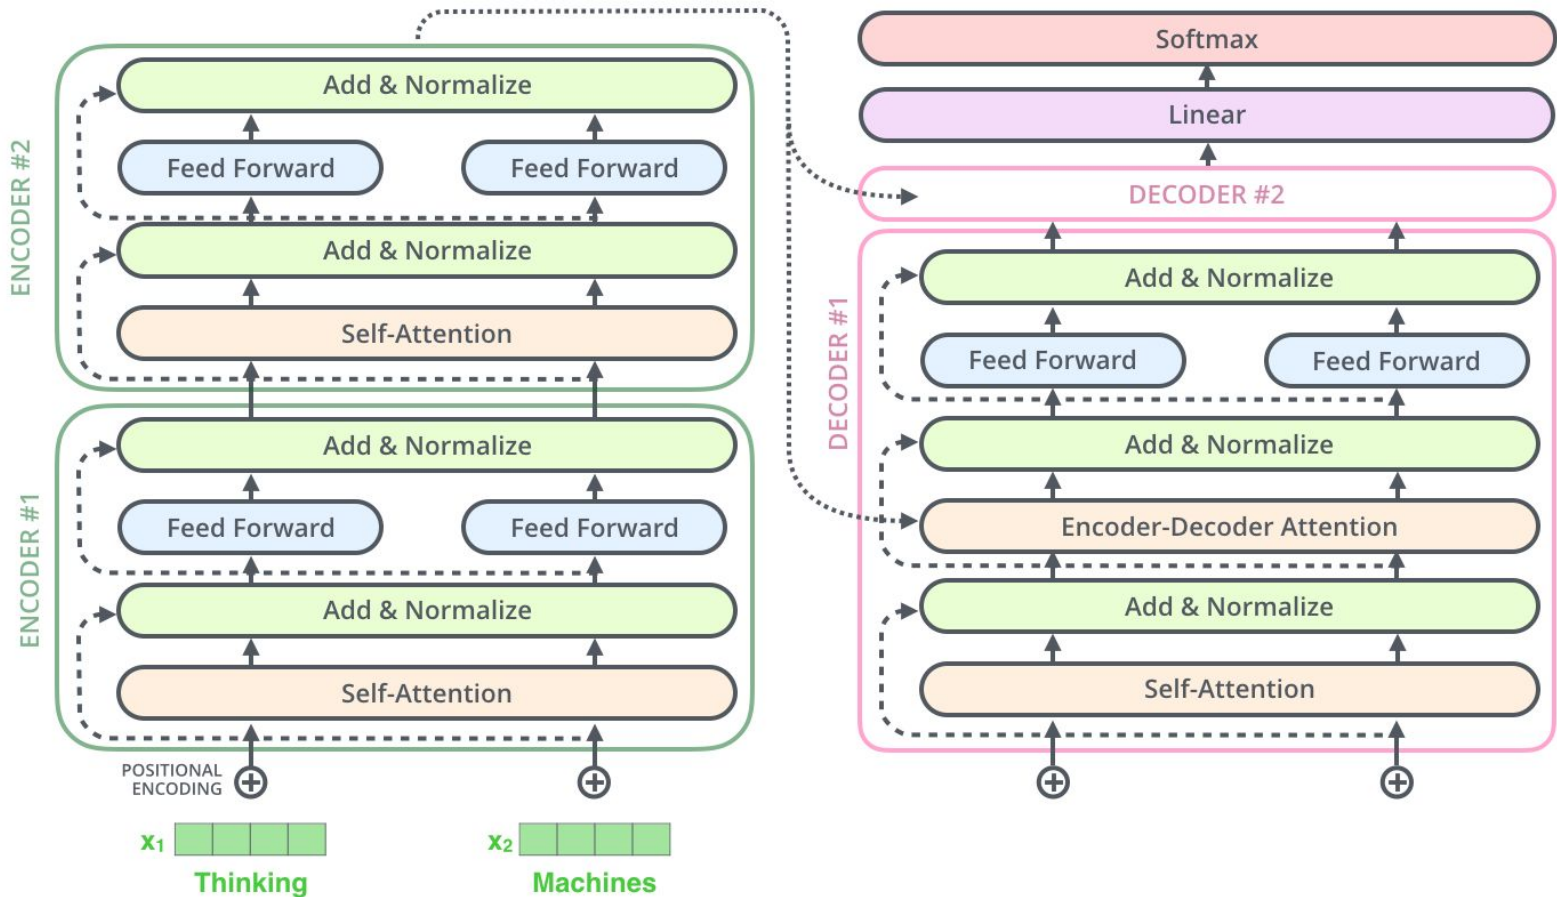 ENCODER #2
Add & Normalize
Feed Forward Feed Forward
Add & Normalize
Self-Attention
ENCODER #1
Add & Normalize
Feed Forward Feed Forward
Add & Normalize
Self-Attention
POSITIONAL
ENCODING
x₁ x₂
Thinking Machines
Softmax
Linear
DECODER #2
DECODER #1
Add & Normalize
Feed Forward Feed Forward
Add & Normalize
Encoder-Decoder Attention
Add & Normalize
Self-Attention